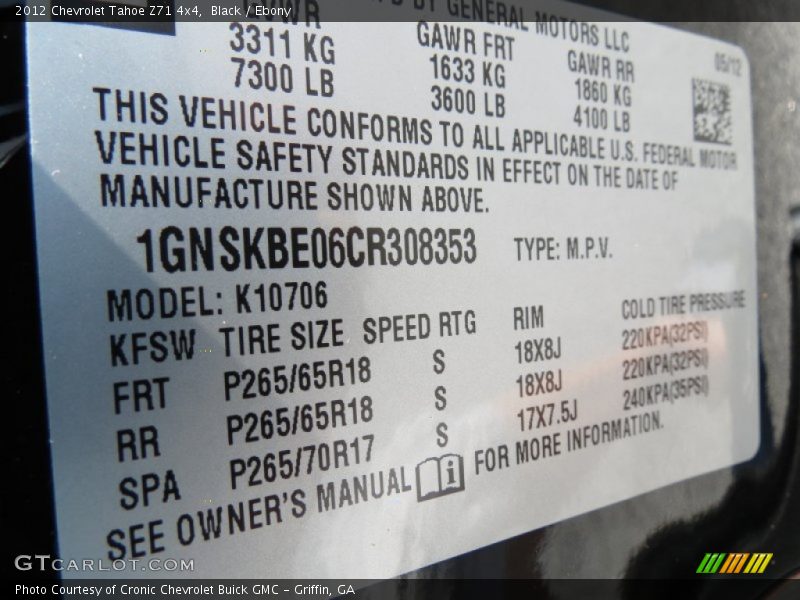 2012 Chevrolet Tahoe Z71 4x4, Black / Ebony
BY GENERAL MOTORS LLC
GVWR GAWR FRT GAWR RR 05/12
3311 KG 1633 KG 1860 KG
7300 LB 3600 LB 4100 LB
THIS VEHICLE CONFORMS TO ALL APPLICABLE U.S. FEDERAL MOTOR
VEHICLE SAFETY STANDARDS IN EFFECT ON THE DATE OF
MANUFACTURE SHOWN ABOVE.
1GNSKBE06CR308353 TYPE: M.P.V.
MODEL: K10706
KFSW TIRE SIZE SPEED RTG RIM COLD TIRE PRESSURE
FRT P265/65R18 S 18X8J 220KPA(32PSI)
RR P265/65R18 S 18X8J 220KPA(32PSI)
SPA P265/70R17 S 17X7.5J 240KPA(35PSI)
SEE OWNER'S MANUAL FOR MORE INFORMATION.
GTCARLOT.COM
Photo Courtesy of Cronic Chevrolet Buick GMC - Griffin, GA